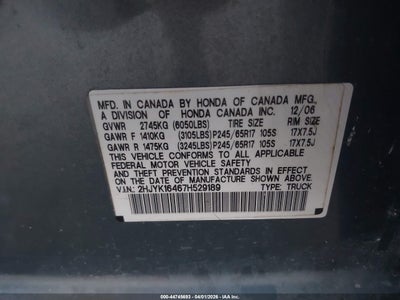 MFD. IN CANADA BY HONDA OF CANADA MFG.,
A DIVISION OF HONDA CANADA INC. 12/06
GVWR 2745KG (6050LBS) RIM SIZE
GAWR F 1410KG (3105LBS) P245/65R17 105S 17X7.5J
GAWR R 1475KG (3245LBS) P245/65R17 105S 17X7.5J
THIS VEHICLE CONFORMS TO ALL APPLICABLE
FEDERAL MOTOR VEHICLE SAFETY
AND THEFT PREVENTION STANDARDS IN EFFECT
ON THE DATE OF MANUFACTURE SHOWN ABOVE.
V.I.N.: 2HJYK16467H529189 TYPE: TRUCK
000-44745693 - 04/01/2026 - IAA Inc.